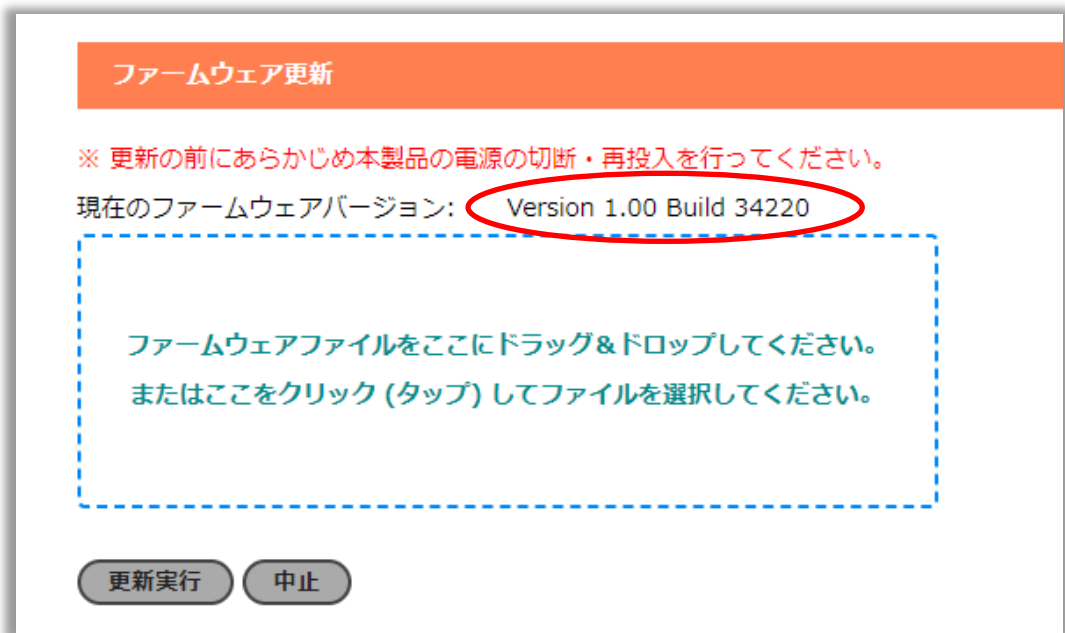 ファームウェア更新
※ 更新の前にあらかじめ本製品の電源の切断・再投入を行ってください。
現在のファームウェアバージョン: Version 1.00 Build 34220
ファームウェアファイルをここにドラッグ&ドロップしてください。
またはここをクリック (タップ) してファイルを選択してください。
更新実行 中止